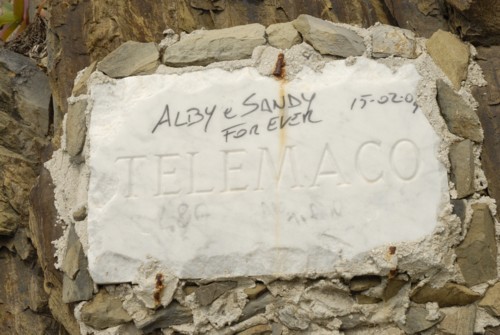 ALBY e SANDY 15-02-09
FOR EVER
TELEMACO